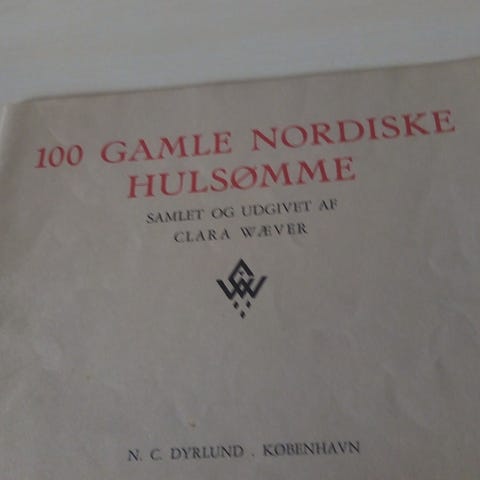 100 GAMLE NORDISKE
HULSØMME
SAMLET OG UDGIVET AF
CLARA WÆVER
N. C. DYRLUND . KØBENHAVN